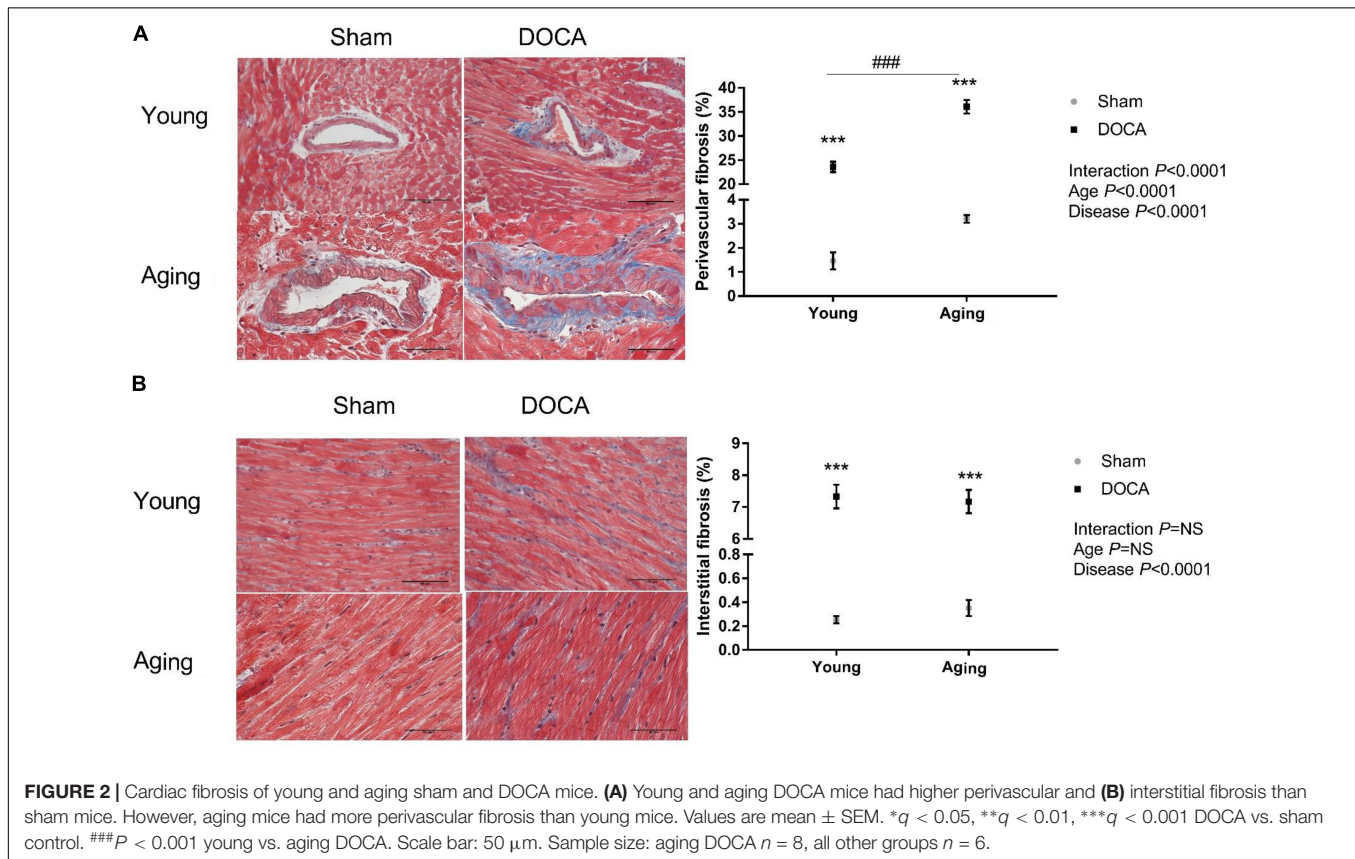 A
Sham DOCA
Young
Aging
###
***
***
Perivascular fibrosis (%)
40
35
30
25
20
4
3
2
1
0
Young Aging
Sham
DOCA
Interaction P<0.0001
Age P<0.0001
Disease P<0.0001
B
Sham DOCA
Young
Aging
***
***
Interstitial fibrosis (%)
9
8
7
6
0.8
0.6
0.4
0.2
0.0
Young Aging
Sham
DOCA
Interaction P=NS
Age P=NS
Disease P<0.0001
FIGURE 2 | Cardiac fibrosis of young and aging sham and DOCA mice. (A) Young and aging DOCA mice had higher perivascular and (B) interstitial fibrosis than
sham mice. However, aging mice had more perivascular fibrosis than young mice. Values are mean ± SEM. *q < 0.05, **q < 0.01, ***q < 0.001 DOCA vs. sham
control. ###P < 0.001 young vs. aging DOCA. Scale bar: 50 μm. Sample size: aging DOCA n = 8, all other groups n = 6.